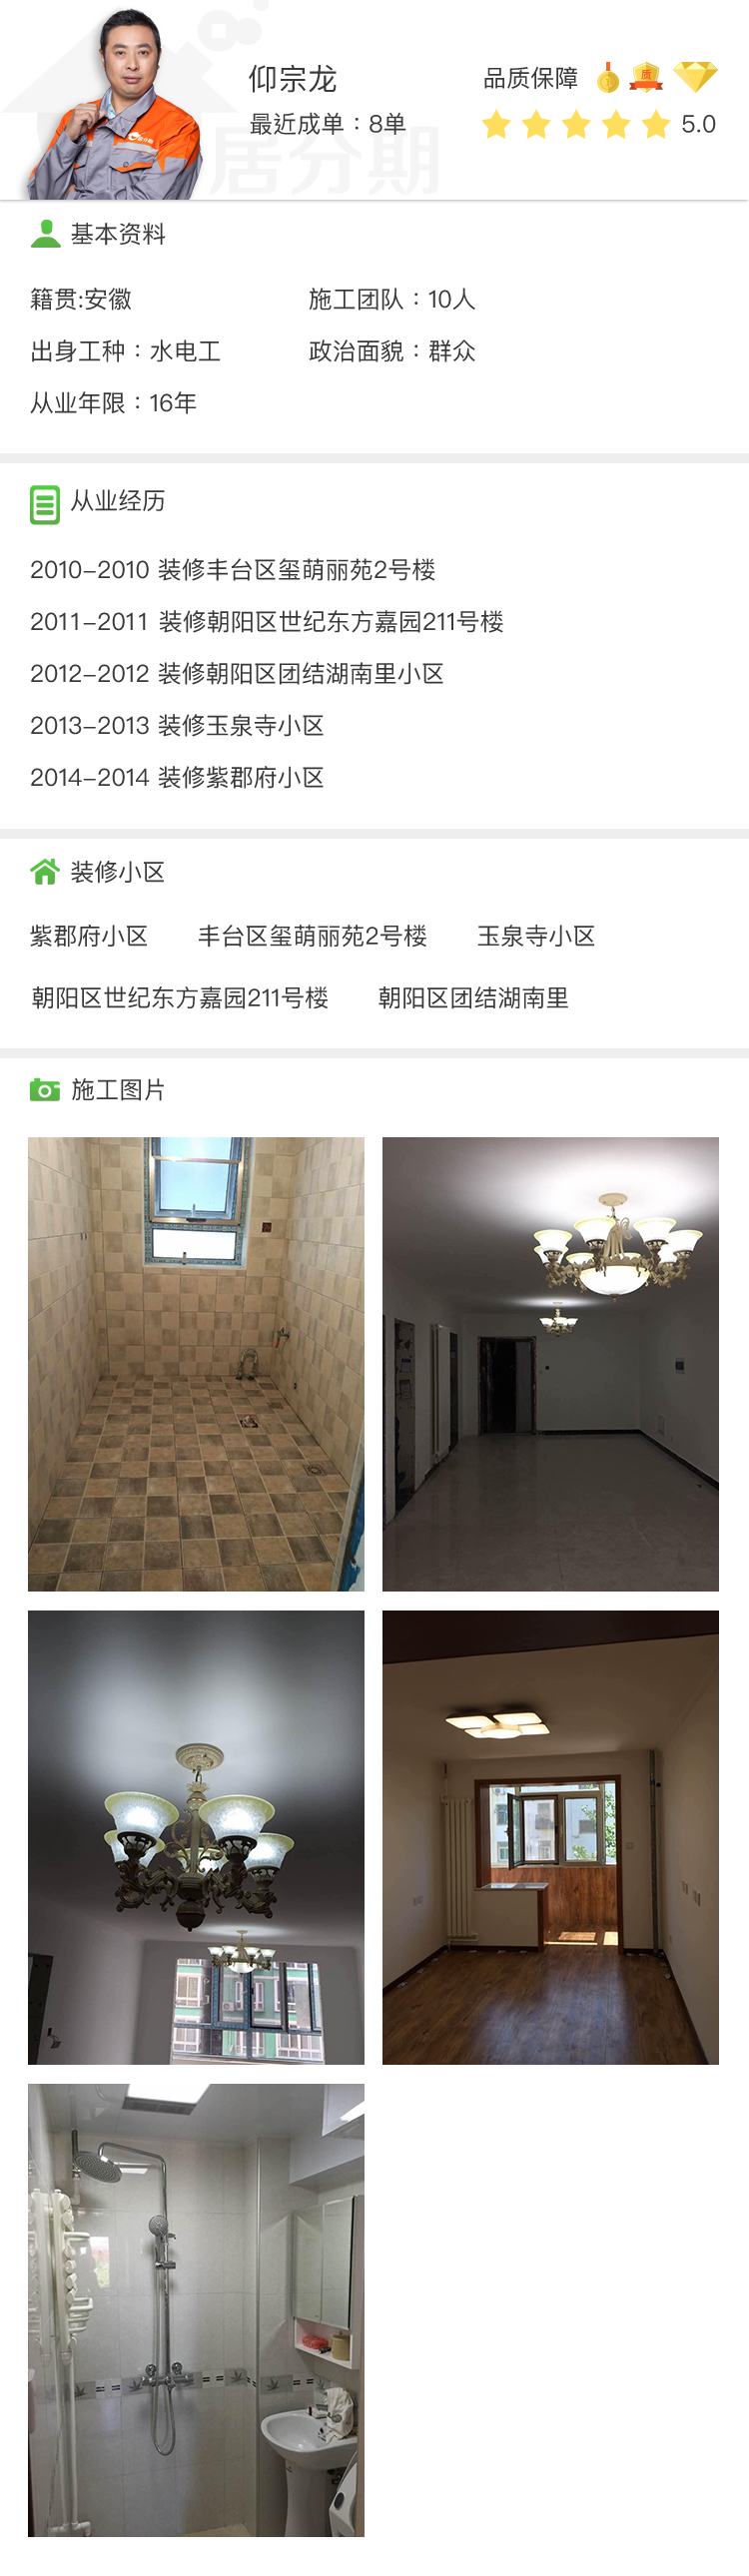 仰宗龙
品质保障
质
最近成单：8单
5.0
居分期
基本资料
籍贯:安徽
施工团队：10人
出身工种：水电工
政治面貌：群众
从业年限：16年
从业经历
2010-2010 装修丰台区玺萌丽苑2号楼
2011-2011 装修朝阳区世纪东方嘉园211号楼
2012-2012 装修朝阳区团结湖南里小区
2013-2013 装修玉泉寺小区
2014-2014 装修紫郡府小区
装修小区
紫郡府小区 丰台区玺萌丽苑2号楼 玉泉寺小区
朝阳区世纪东方嘉园211号楼 朝阳区团结湖南里
施工图片